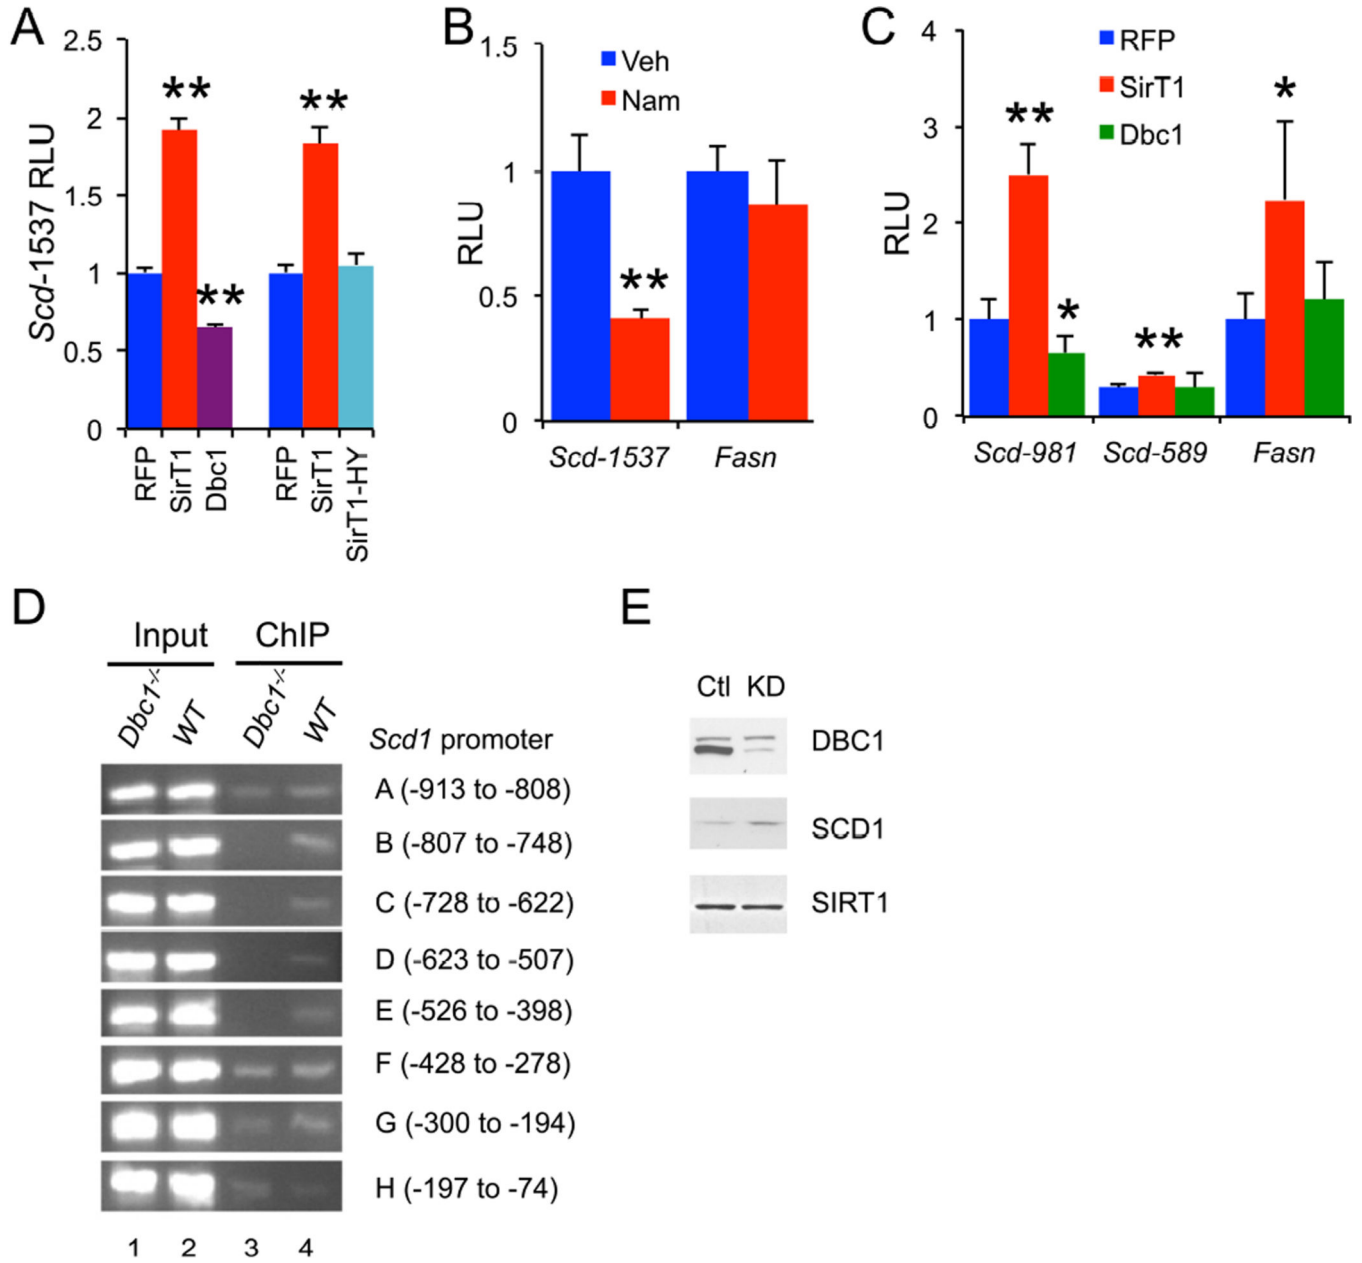 A
Scd-1537 RLU
2.5
2
1.5
1
0.5
0
**
**
**
RFP
SirT1
Dbc1
RFP
SirT1
SirT1-HY
B
RLU
1.5
1
0.5
0
Veh
Nam
**
Scd-1537 Fasn
C
RLU
4
3
2
1
0
RFP
SirT1
Dbc1
**
*
**
*
Scd-981 Scd-589 Fasn
D
Input ChIP
Dbc1-/- WT Dbc1-/- WT
Scd1 promoter
A (-913 to -808)
B (-807 to -748)
C (-728 to -622)
D (-623 to -507)
E (-526 to -398)
F (-428 to -278)
G (-300 to -194)
H (-197 to -74)
1 2 3 4
E
Ctl KD
DBC1
SCD1
SIRT1